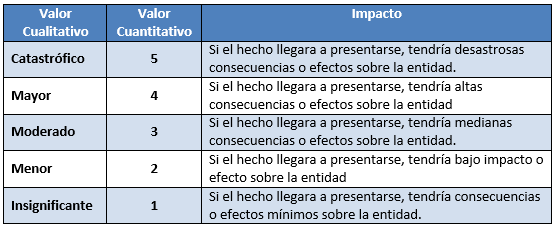 Valor Cualitativo
Valor Cuantitativo
Impacto
Catastrófico
5
Si el hecho llegara a presentarse, tendría desastrosas
consecuencias o efectos sobre la entidad.
Mayor
4
Si el hecho llegara a presentarse, tendría altas
consecuencias o efectos sobre la entidad
Moderado
3
Si el hecho llegara a presentarse, tendría medianas
consecuencias o efectos sobre la entidad.
Menor
2
Si el hecho llegara a presentarse, tendría bajo impacto o
efecto sobre la entidad
Insignificante
1
Si el hecho llegara a presentarse, tendría consecuencias
o efectos mínimos sobre la entidad.